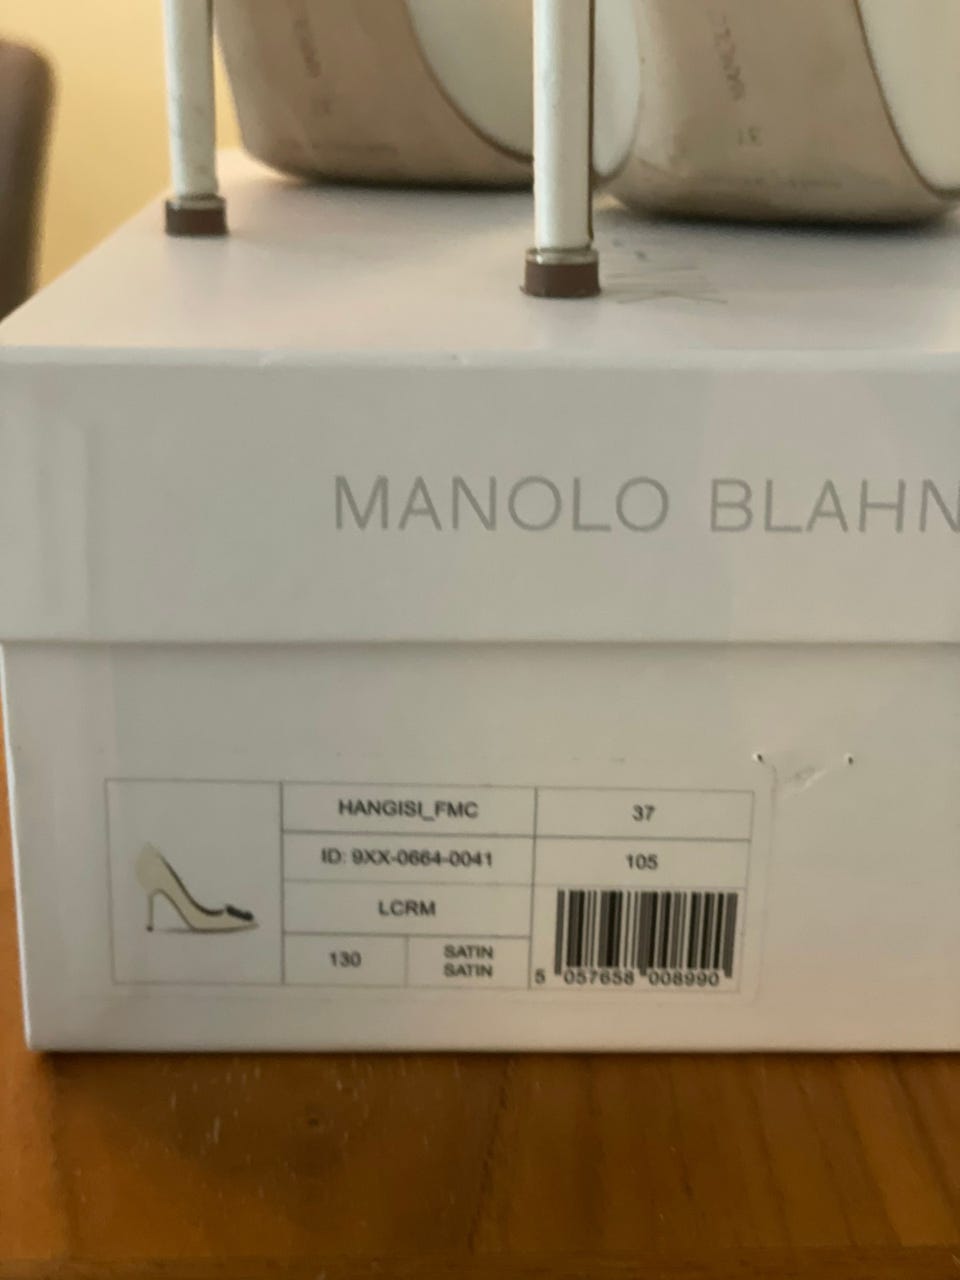 MANOLO BLAHN
HANGISI_FMC
37
ID: 9XX-0664-0041
105
LCRM
130
SATIN
SATIN
5 057658 008990